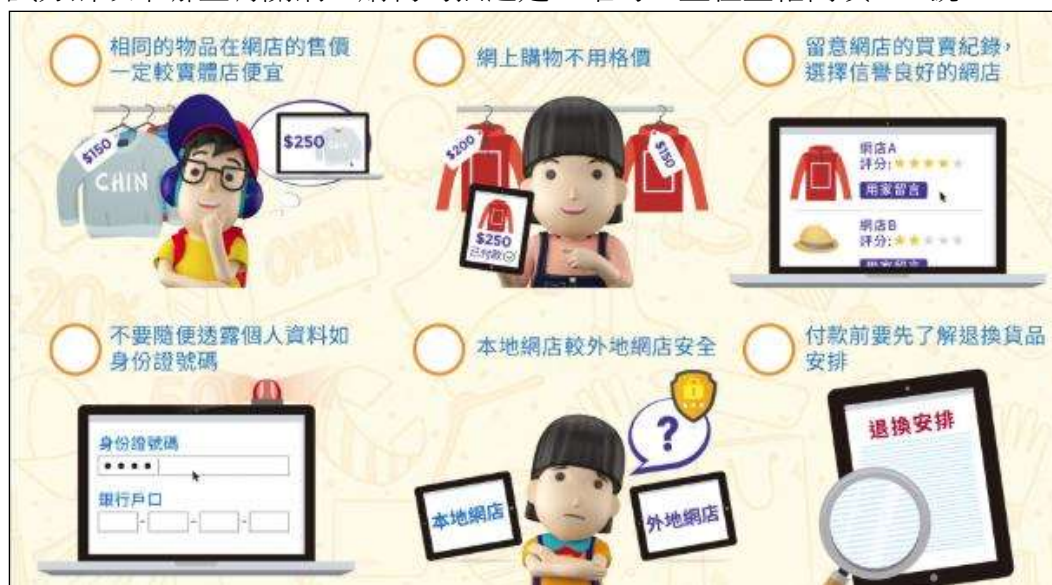 相同的物品在網店的售價
一定較實體店便宜
$150
CHIN
$250
網上購物不用格價
$200
$150
$250
已付款
留意網店的買賣紀錄，
選擇信譽良好的網店
網店A
評分:
用家留言
網店B
評分:
不要隨便透露個人資料如
身份證號碼
身份證號碼
銀行戶口
本地網店較外地網店安全
?
本地網店
外地網店
付款前要先了解退換貨品
安排
退換安排
OPEN